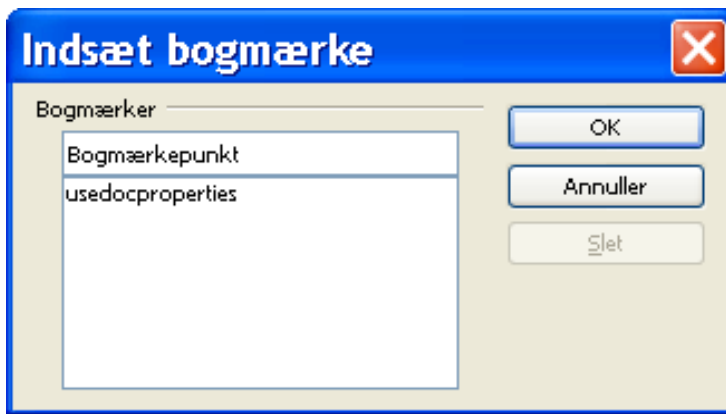 Indsæt bogmærke
Bogmærker
Bogmærkepunkt
usedocproperties
OK
Annuller
Slet